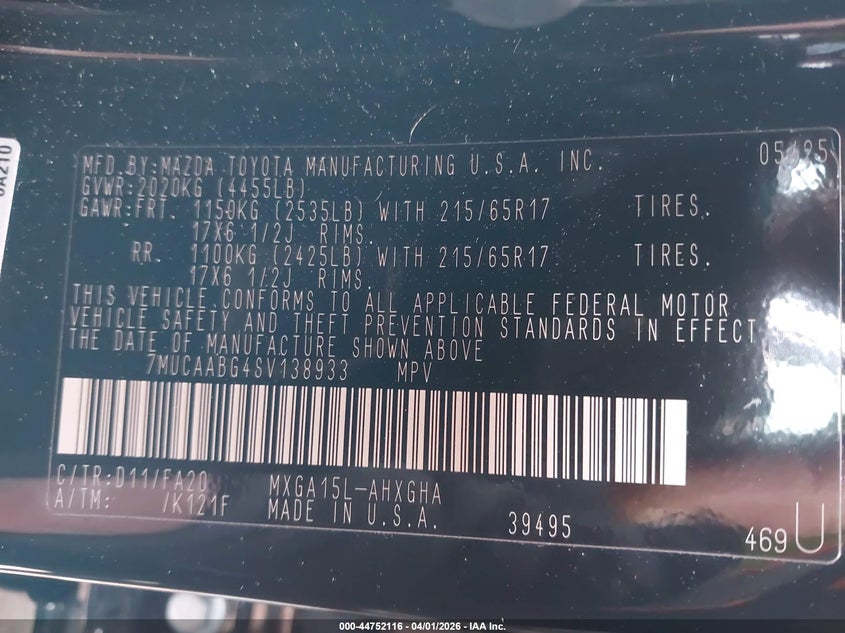 MFD.BY:MAZDA TOYOTA MANUFACTURING U.S.A. INC. 05/25
GVWR:2020KG (4455LB)
GAWR:FRT. 1150KG (2535LB) WITH 215/65R17 TIRES.
17X6 1/2J RIMS.
RR. 1100KG (2425LB) WITH 215/65R17 TIRES.
17X6 1/2J RIMS.
THIS VEHICLE CONFORMS TO ALL APPLICABLE FEDERAL MOTOR
VEHICLE SAFETY AND THEFT PREVENTION STANDARDS IN EFFECT
THE DATE OF MANUFACTURE SHOWN ABOVE
7MUCAABG4SV138933 MPV
C/TR:D11/FA20 MXGA15L-AHXGHA
A/TM: /K121F MADE IN U.S.A. 39495
469U
0A210
000-44752116 - 04/01/2026 - IAA Inc.